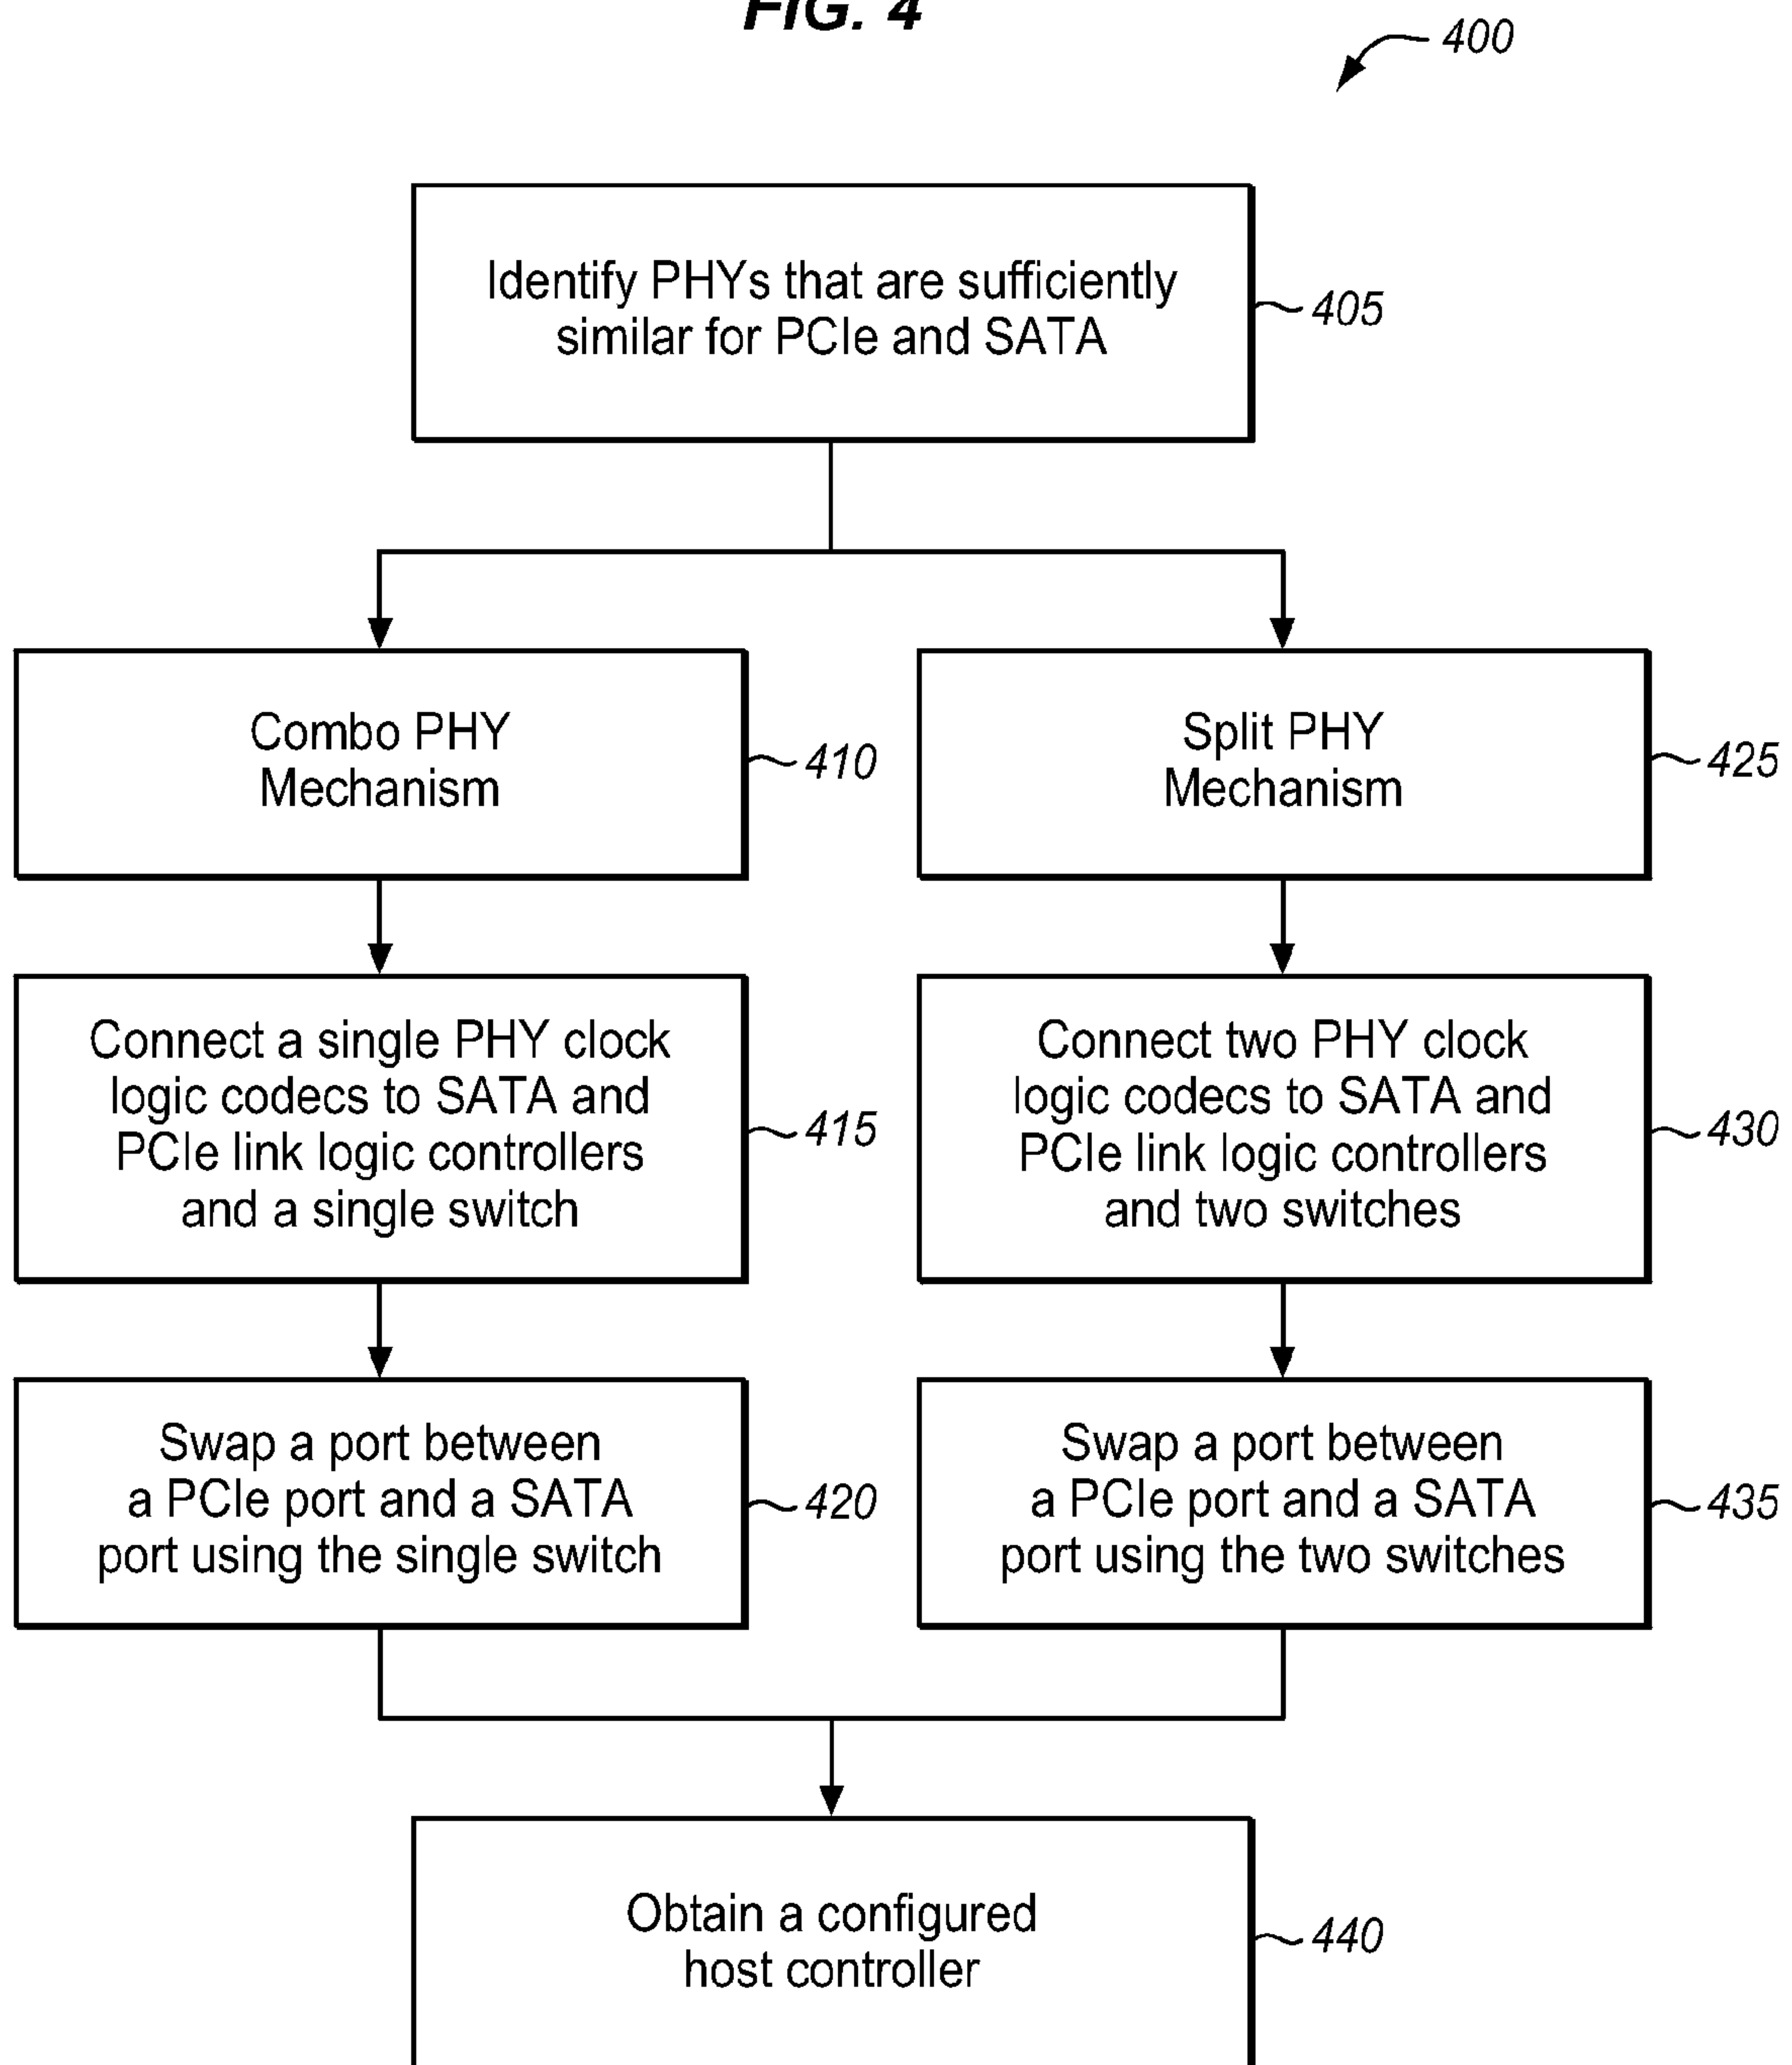 FIG. 4
400
Identify PHYs that are sufficiently
similar for PCIe and SATA
405
Combo PHY
Mechanism
410
Split PHY
Mechanism
425
Connect a single PHY clock
logic codecs to SATA and
PCIe link logic controllers
and a single switch
415
Connect two PHY clock
logic codecs to SATA and
PCIe link logic controllers
and two switches
430
Swap a port between
a PCIe port and a SATA
port using the single switch
420
Swap a port between
a PCIe port and a SATA
port using the two switches
435
Obtain a configured
host controller
440